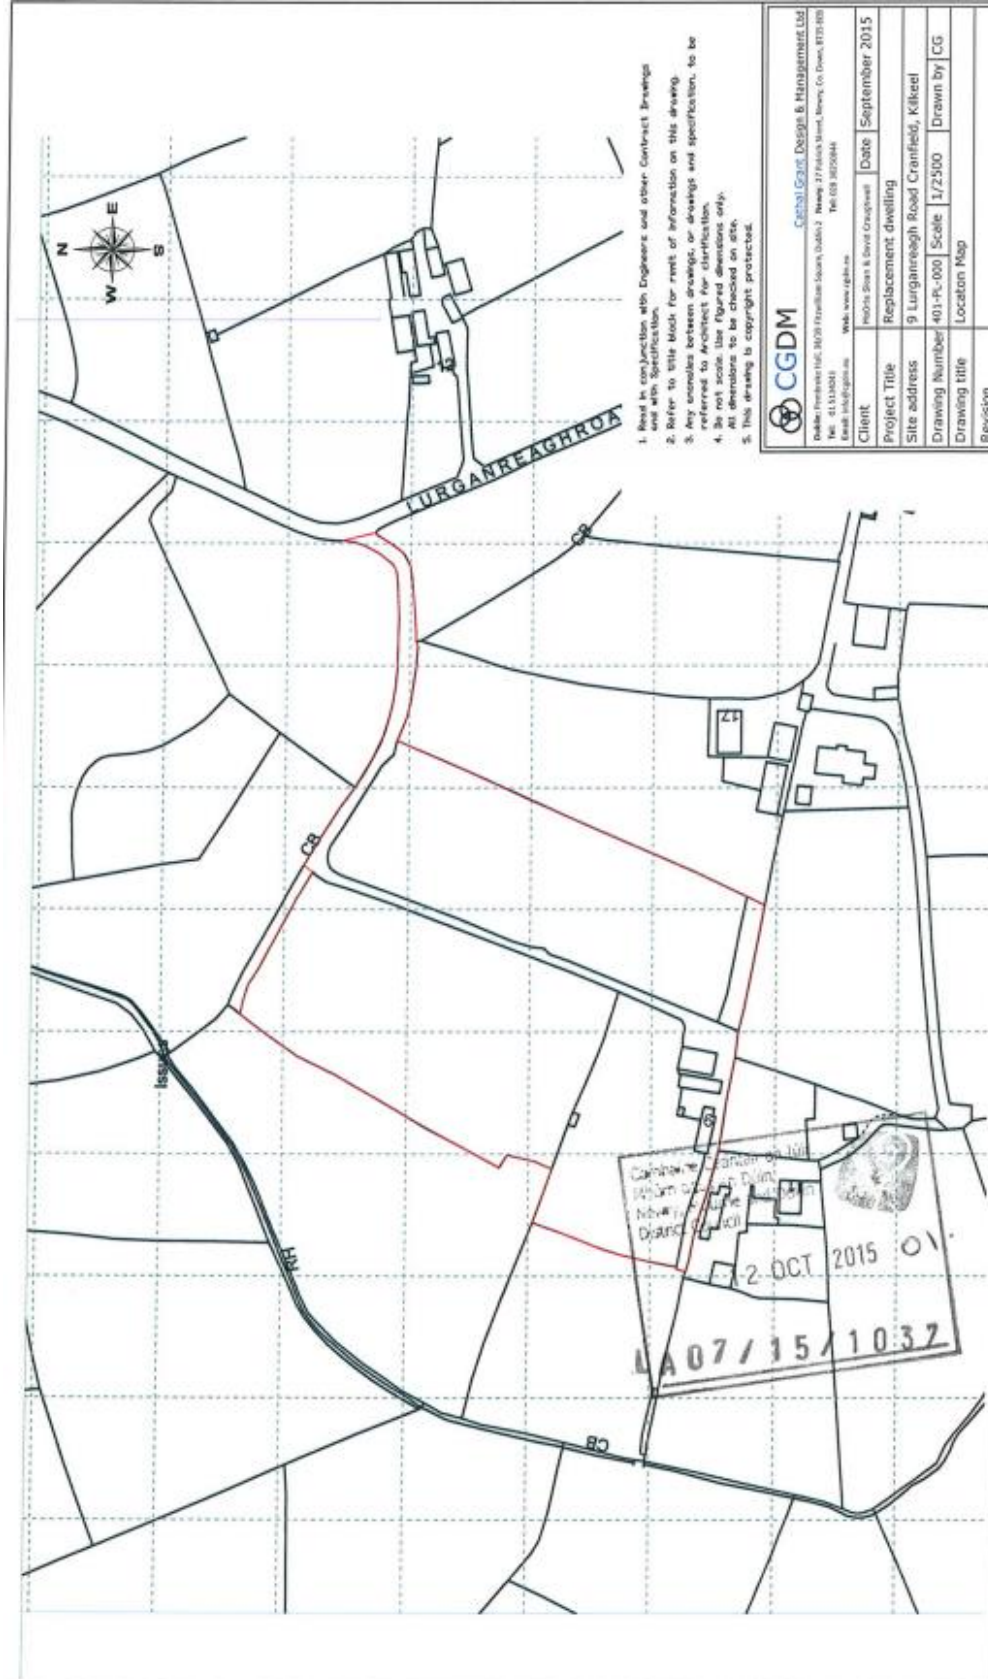 N
E
S
W
LURGANREAGHROA
CB
CB
17
9
Issues
HN
CB
1. Read in conjunction with Engineers and other Contract Drawings
and with Specification.
2. Refer to title block for remit of information on this drawing.
3. Any anomalies between drawings, or drawings and specification, to be
referred to Architect for clarification.
4. Do not scale. Use figured dimensions only.
All dimensions to be checked on site.
5. This drawing is copyright protected.
CGDM
Cathal Grant Design & Management Ltd
Client
Date September 2015
Project Title Replacement dwelling
Site address 9 Lurganreagh Road Cranfield, Kilkeel
Drawing Number 401-PL-000 Scale 1/2500 Drawn by CG
Drawing title Location Map
Revision
District Council
2 OCT 2015 01.
LA07/15/1037